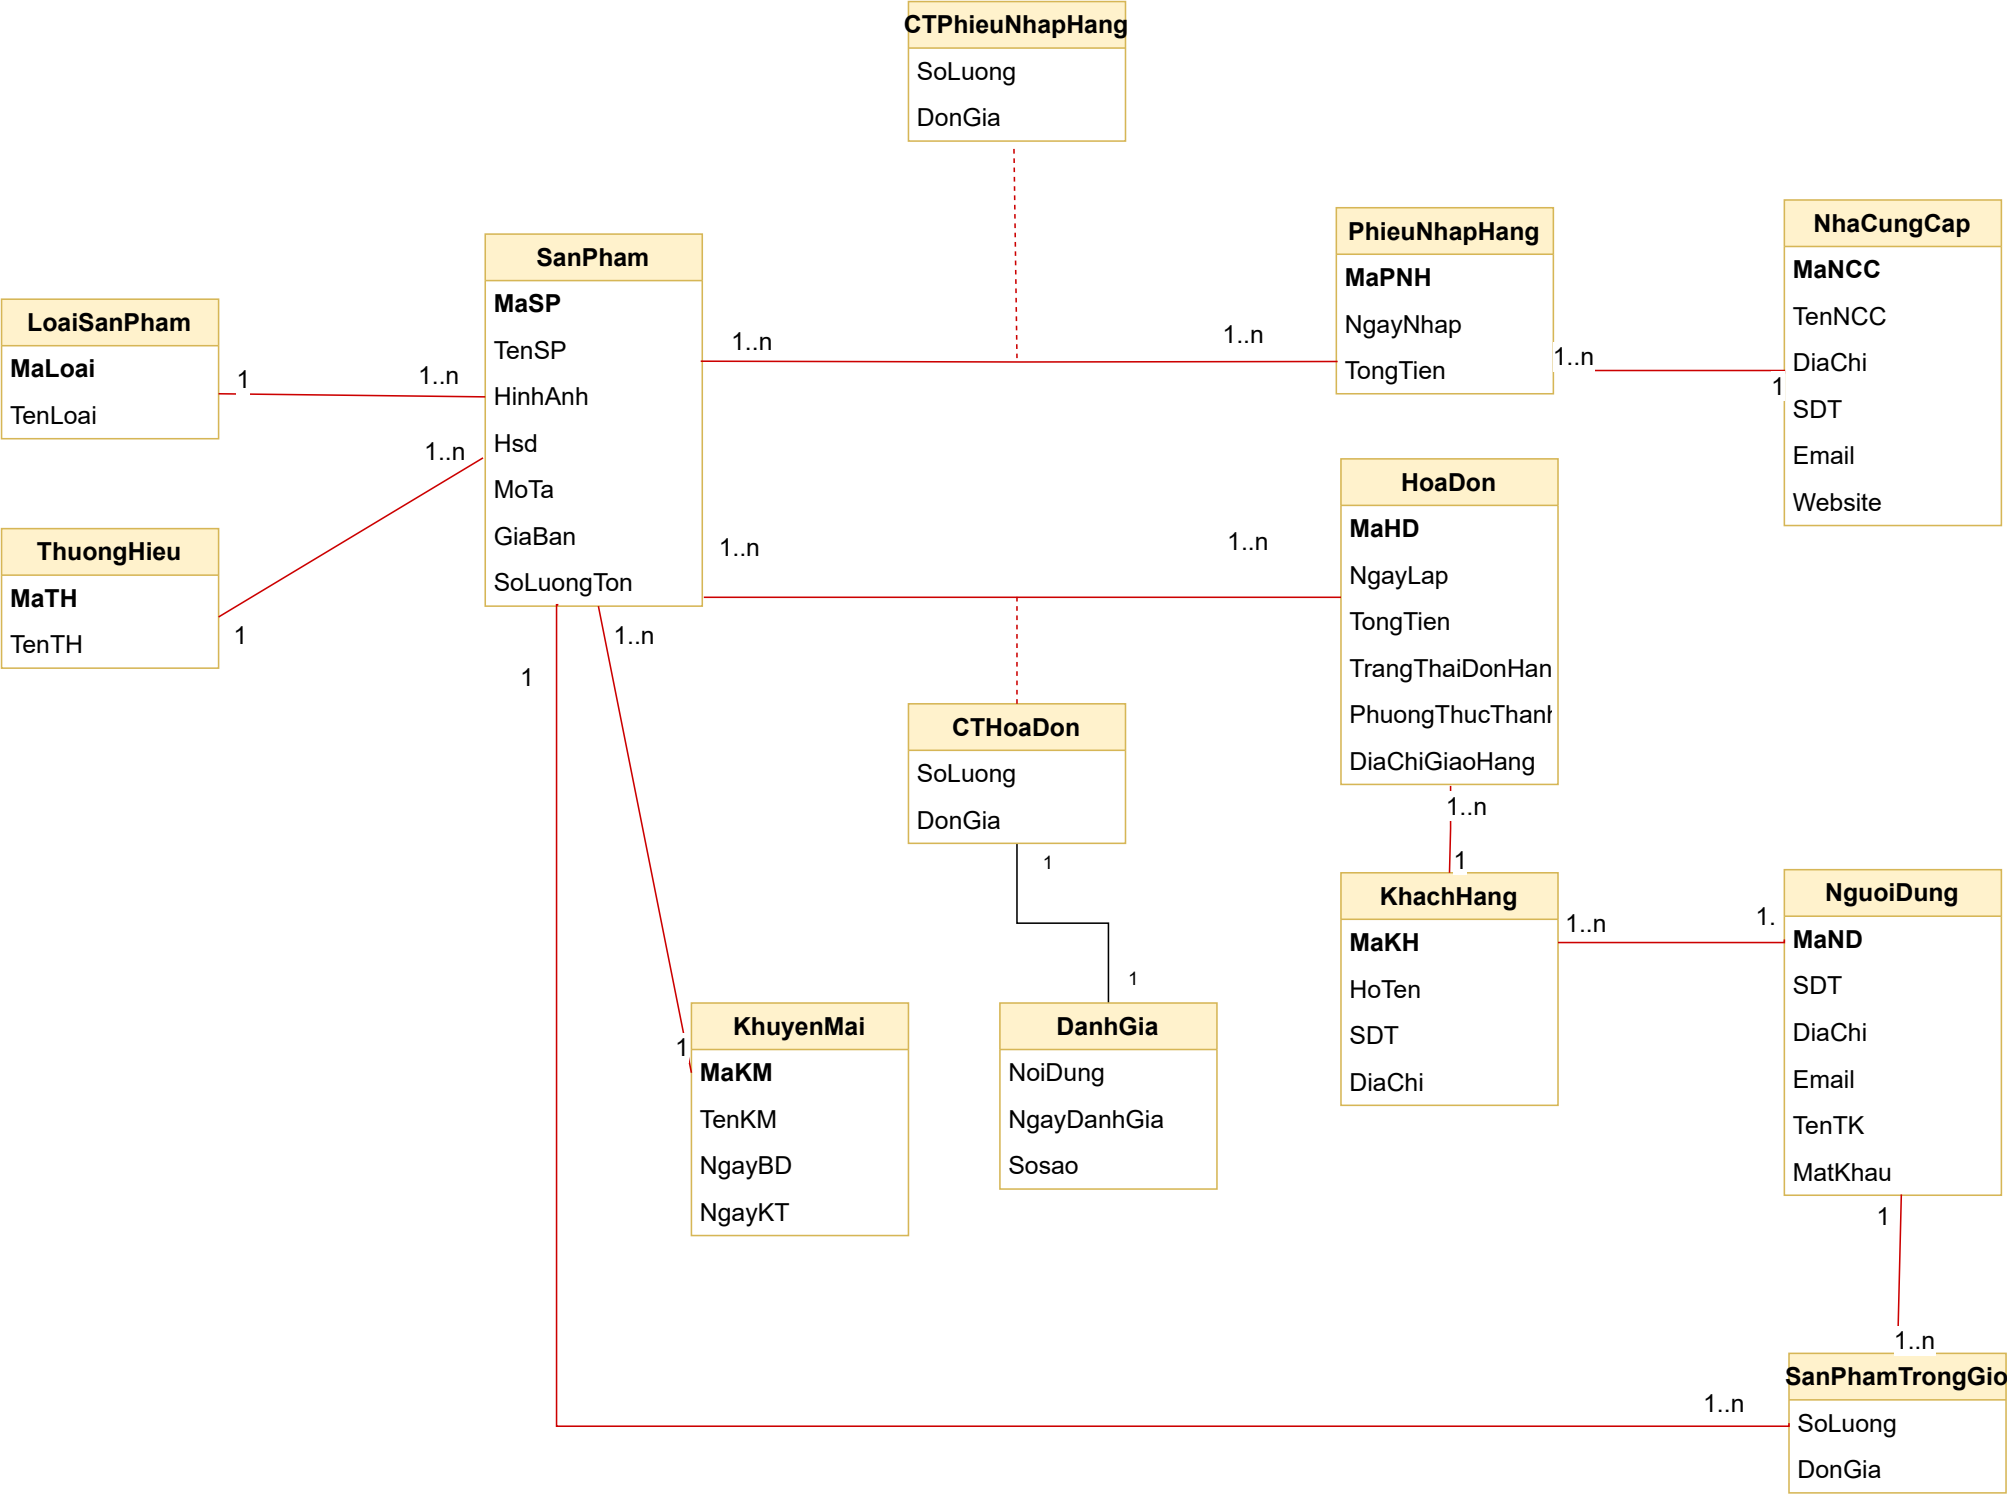 CTPhieuNhapHang
SoLuong
DonGia
SanPham
MaSP
TenSP
HinhAnh
Hsd
MoTa
GiaBan
SoLuongTon
LoaiSanPham
MaLoai
TenLoai
1
1..n
ThuongHieu
MaTH
TenTH
1
1..n
1..n
1..n
PhieuNhapHang
MaPNH
NgayNhap
TongTien
1..n
1
NhaCungCap
MaNCC
TenNCC
DiaChi
SDT
Email
Website
1..n
1..n
HoaDon
MaHD
NgayLap
TongTien
TrangThaiDonHan
PhuongThucThanh
DiaChiGiaoHang
1
1..n
CTHoaDon
SoLuong
DonGia
1
1
1..n
1
KhachHang
MaKH
HoTen
SDT
DiaChi
1..n
1.
NguoiDung
MaND
SDT
DiaChi
Email
TenTK
MatKhau
1
KhuyenMai
MaKM
TenKM
NgayBD
NgayKT
DanhGia
NoiDung
NgayDanhGia
Sosao
1
1..n
1..n
SanPhamTrongGio
SoLuong
DonGia